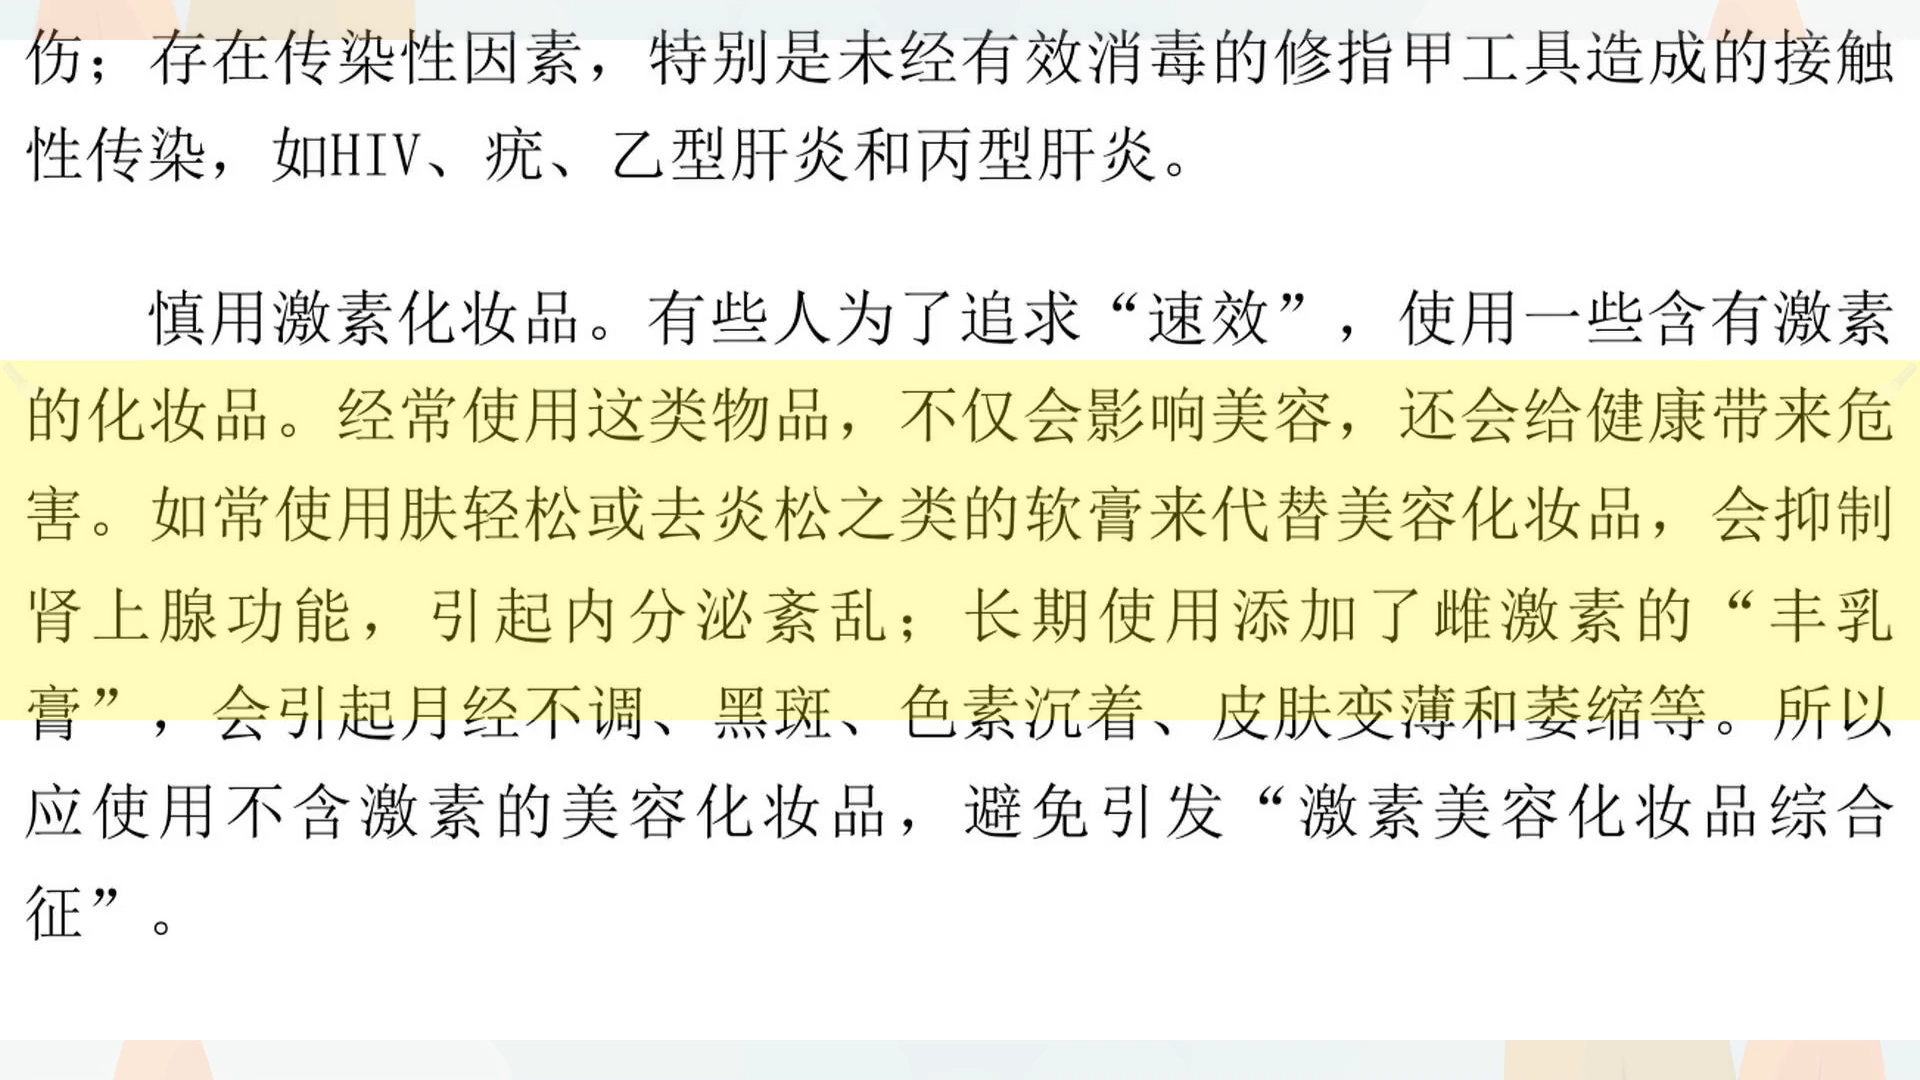 伤；存在传染性因素，特别是未经有效消毒的修指甲工具造成的接触
性传染，如HIV、疣、乙型肝炎和丙型肝炎。
慎用激素化妆品。有些人为了追求“速效”，使用一些含有激素
的化妆品。经常使用这类物品，不仅会影响美容，还会给健康带来危
害。如常使用肤轻松或去炎松之类的软膏来代替美容化妆品，会抑制
肾上腺功能，引起内分泌紊乱；长期使用添加了雌激素的“丰乳
膏”，会引起月经不调、黑斑、色素沉着、皮肤变薄和萎缩等。所以
应使用不含激素的美容化妆品，避免引发“激素美容化妆品综合
征”。